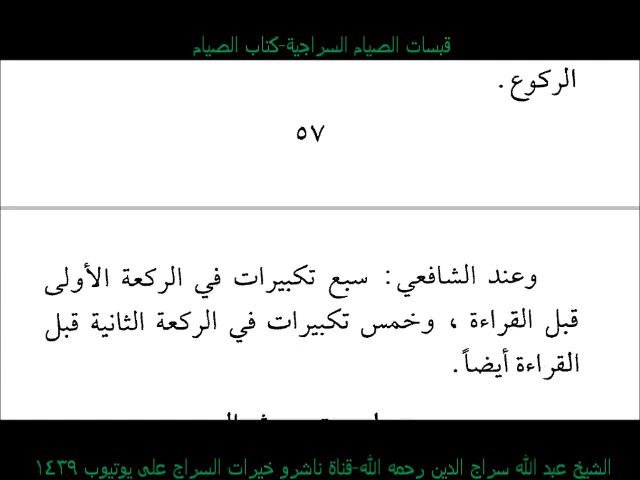 قبسات الصيام السراجية-كتاب الصيام
الركوع .
٥٧
وعند الشافعي : سبع تكبيرات في الركعة الأولى
قبل القراءة ، وخمس تكبيرات في الركعة الثانية قبل
القراءة أيضاً .
الشيخ عبد الله سراج الدين رحمه الله-قناة ناشرو خيرات السراج على يوتيوب ١٤٣٩